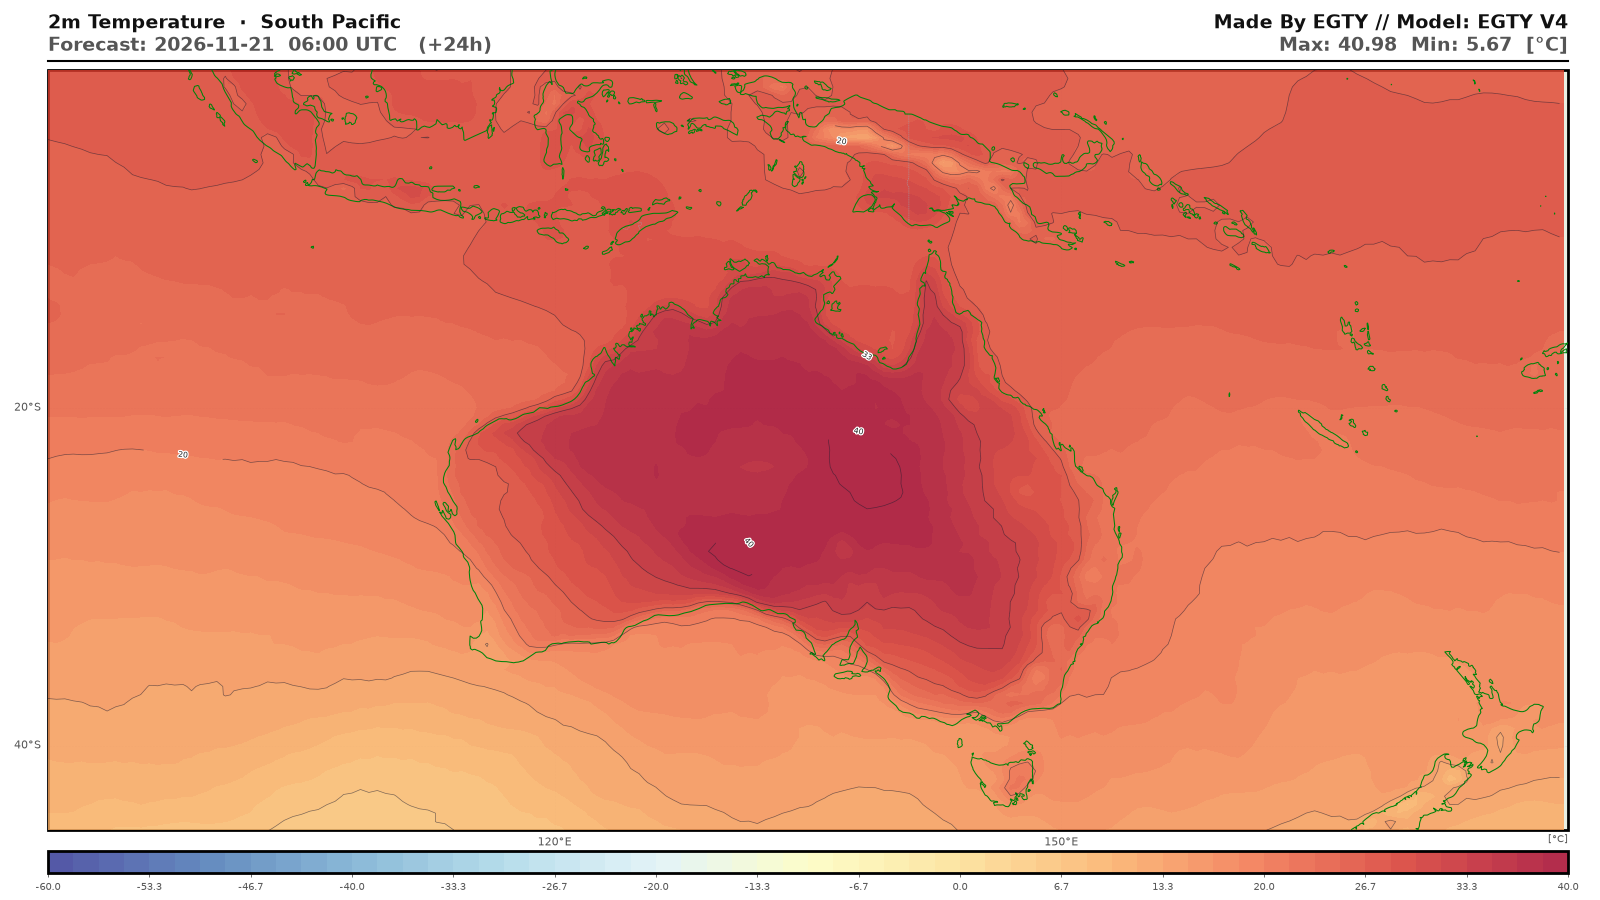 2m Temperature · South Pacific
Made By EGTY // Model: EGTY V4
Forecast: 2026-11-21 06:00 UTC (+24h)
Max: 40.98 Min: 5.67 [°C]
20
33
20°S
40
20
40
40°S
120°E
150°E
[°C]
-60.0 -53.3 -46.7 -40.0 -33.3 -26.7 -20.0 -13.3 -6.7 0.0 6.7 13.3 20.0 26.7 33.3 40.0